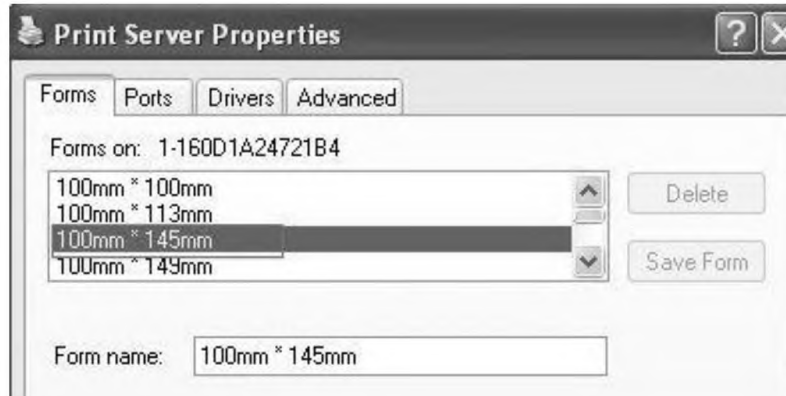 Print Server Properties
Forms Ports Drivers Advanced
Forms on: 1-160D1A24721B4
100mm * 100mm
100mm * 113mm
100mm * 145mm
100mm * 149mm
Delete
Save Form
Form name: 100mm * 145mm